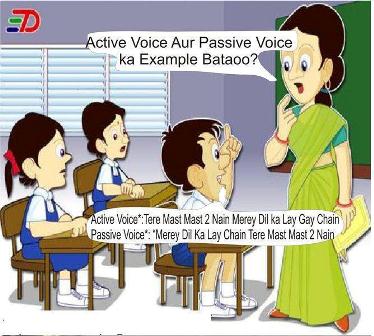 ED
Active Voice Aur Passive Voice
ka Example Bataoo?
Active Voice*:Tere Mast Mast 2 Nain Merey Dil ka Lay Gay Chain
Passive Voice*: *Merey Dil Ka Lay Chain Tere Mast Mast 2 Nain